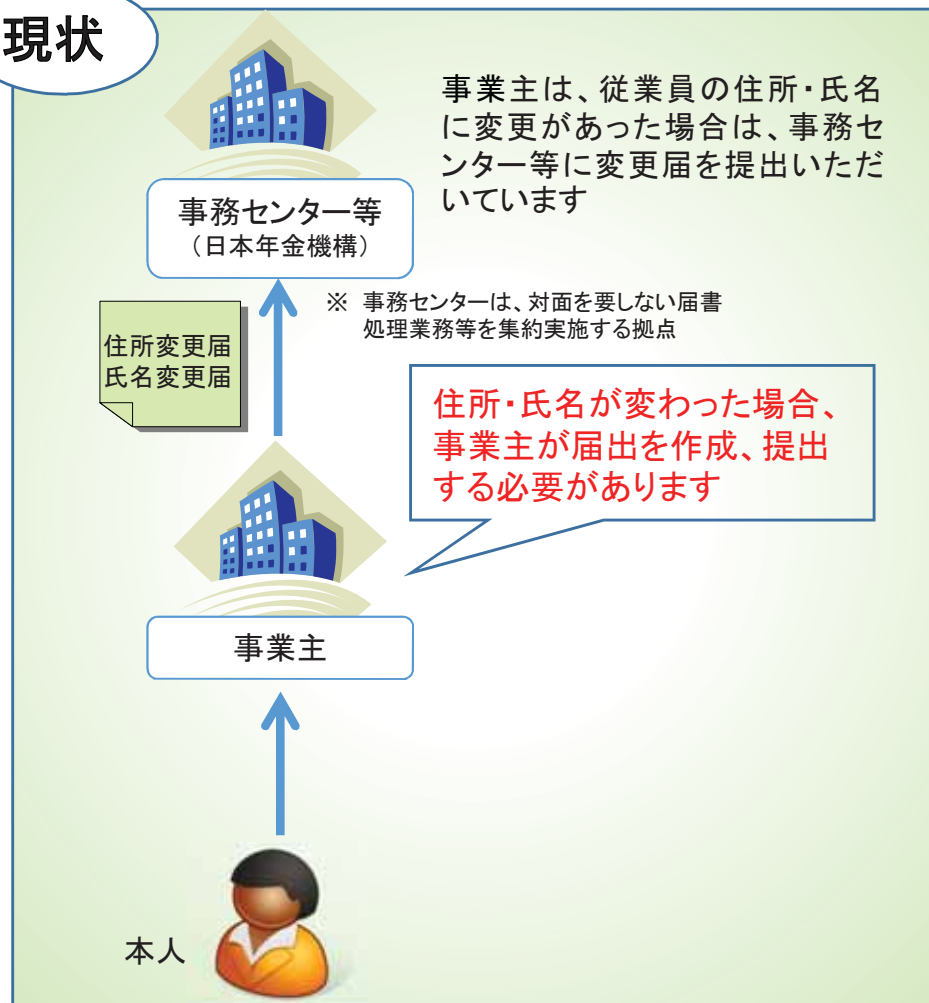 現状
事業主は、従業員の住所・氏名
に変更があった場合は、事務セ
ンター等に変更届を提出いただ
いています
事務センター等
（日本年金機構）
※ 事務センターは、対面を要しない届書
処理業務等を集約実施する拠点
住所変更届
氏名変更届
住所・氏名が変わった場合、
事業主が届出を作成、提出
する必要があります
事業主
本人